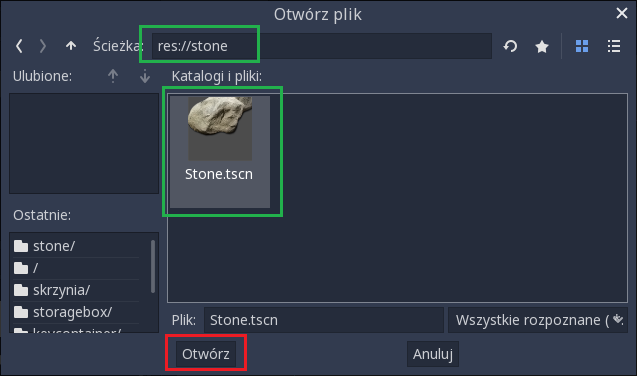 Otwórz plik
Ścieżka: res://stone
Ulubione:
Katalogi i pliki:
Stone.tscn
Ostatnie:
stone/
/
skrzynia/
storagebox/
keycontainer/
Plik: Stone.tscn Wszystkie rozpoznane (
Otwórz Anuluj